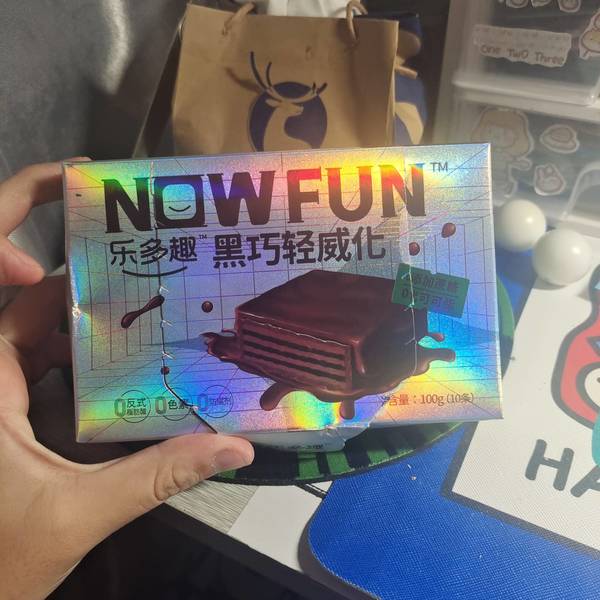 one Two Three
NOWFUN™
乐多趣™ 黑巧轻威化
0反式脂肪酸 0色素 0
含量：100g (10条)
HA